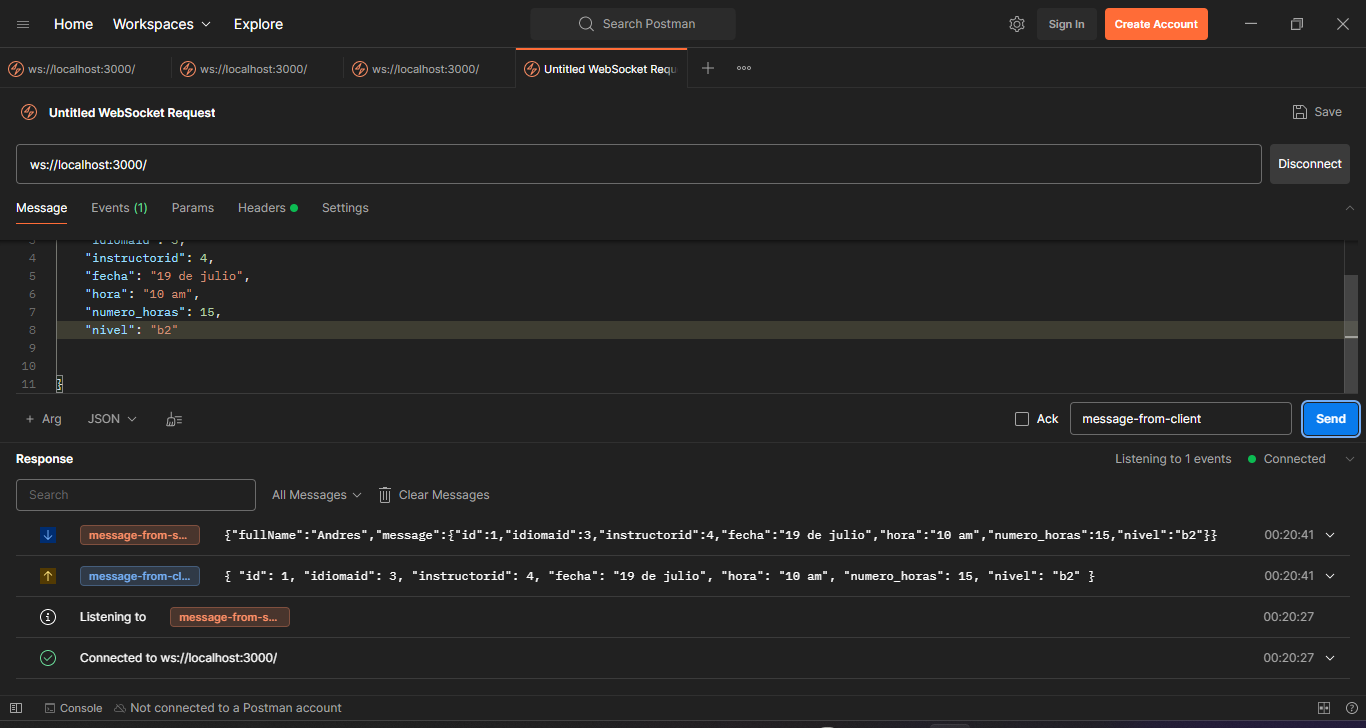 Home Workspaces Explore Search Postman Sign In Create Account
ws://localhost:3000/ ws://localhost:3000/ ws://localhost:3000/ Untitled WebSocket Requ
Untitled WebSocket Request Save
ws://localhost:3000/ Disconnect
Message Events (1) Params Headers Settings
3 "idiomaid": 3,
4 "instructorid": 4,
5 "fecha": "19 de julio",
6 "hora": "10 am",
7 "numero_horas": 15,
8 "nivel": "b2"
9
10
11 }
+ Arg JSON Ack message-from-client Send
Response Listening to 1 events Connected
Search All Messages Clear Messages
message-from-s... {"fullName":"Andres","message":{"id":1,"idiomaid":3,"instructorid":4,"fecha":"19 de julio","hora":"10 am","numero_horas":15,"nivel":"b2"}} 00:20:41
message-from-cl... { "id": 1, "idiomaid": 3, "instructorid": 4, "fecha": "19 de julio", "hora": "10 am", "numero_horas": 15, "nivel": "b2" } 00:20:41
Listening to message-from-s... 00:20:27
Connected to ws://localhost:3000/ 00:20:27
Console Not connected to a Postman account